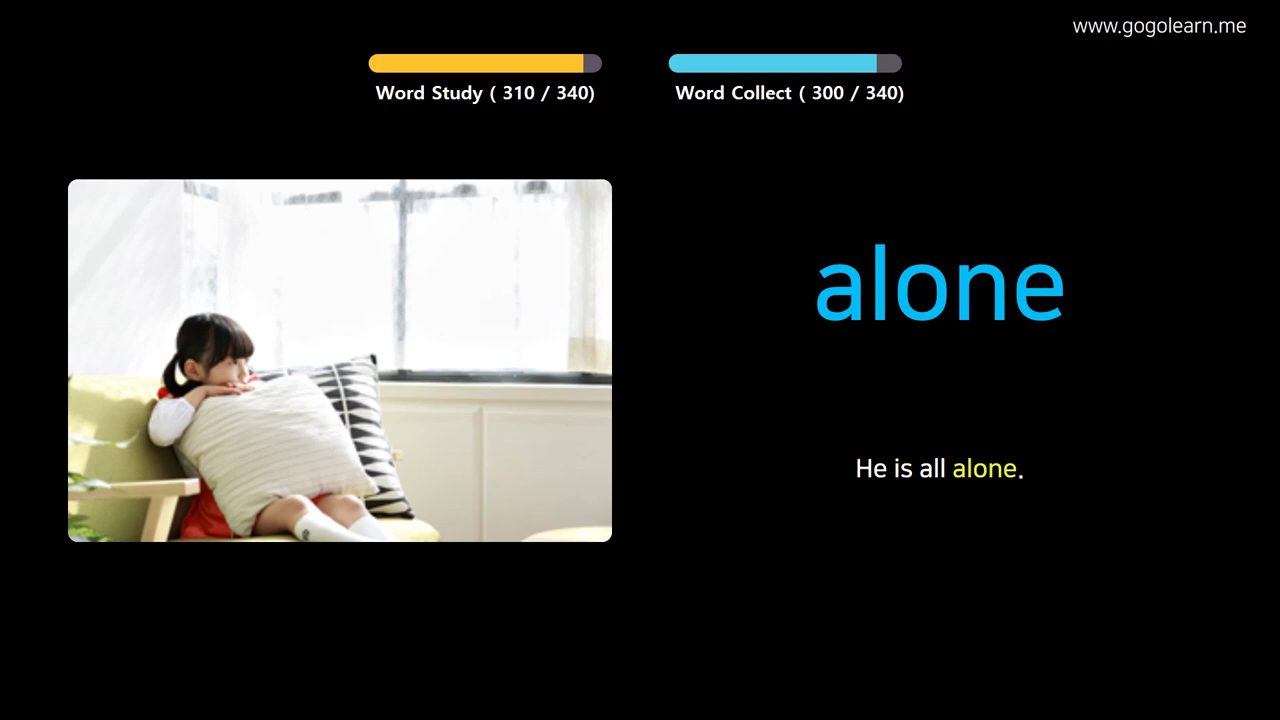 www.gogolearn.me
Word Study ( 310 / 340)
Word Collect ( 300 / 340)
alone
He is all alone.